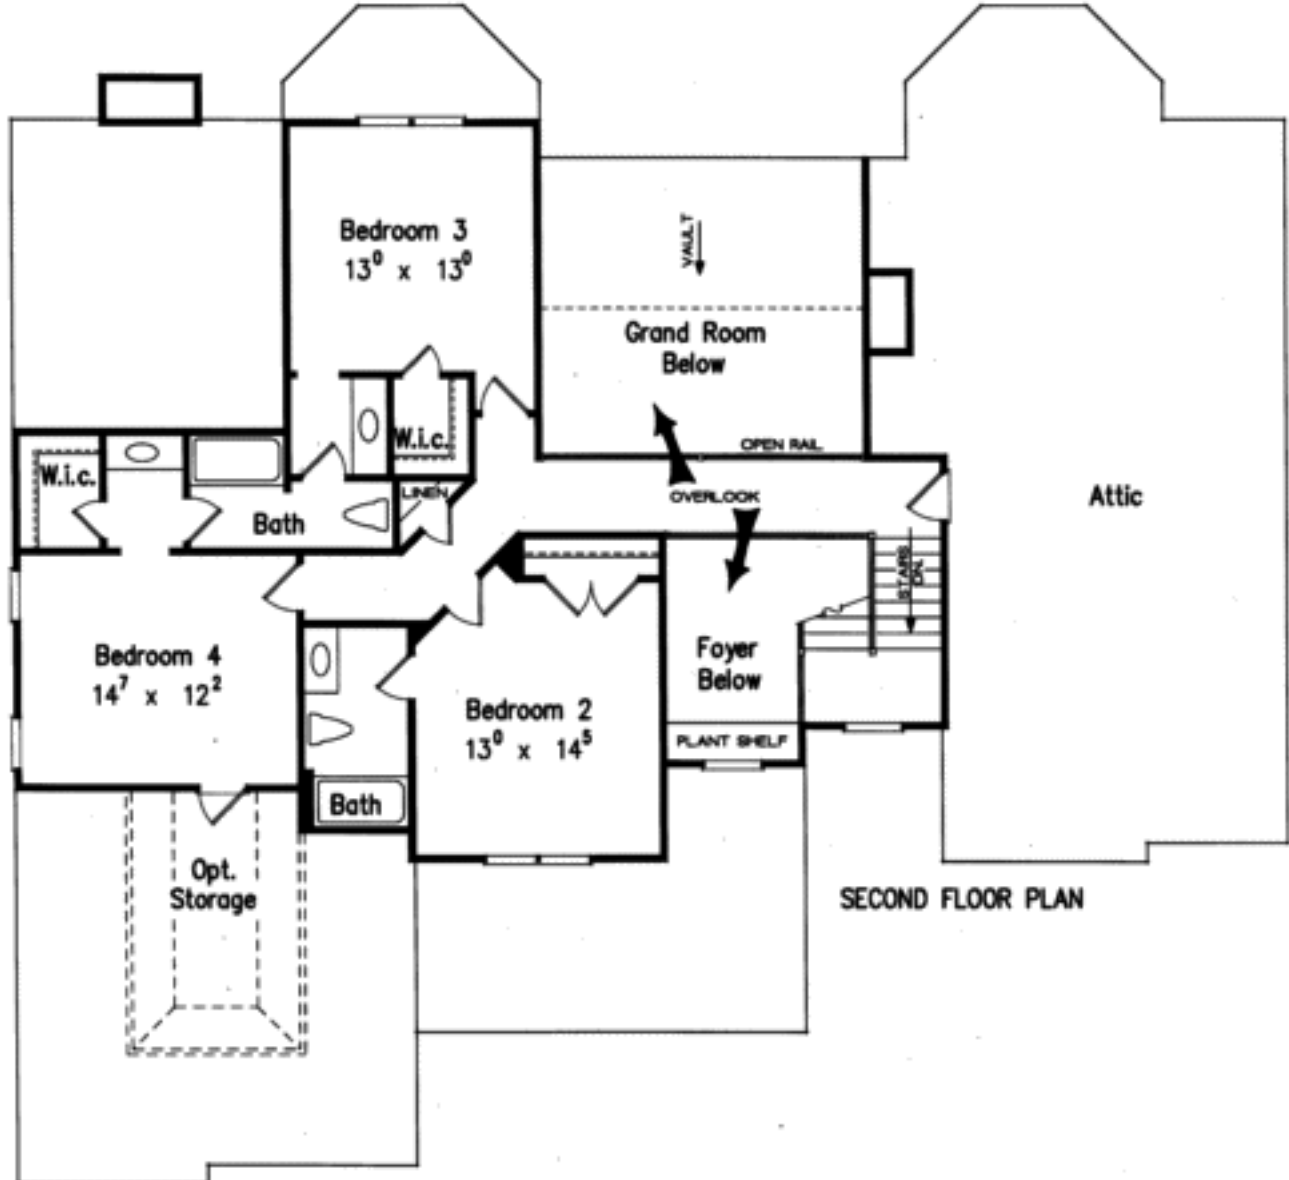 Bedroom 3
13⁰ x 13⁰
VAULT
Grand Room
Below
W.i.c.
OPEN RAIL
W.i.c.
LINEN
OVERLOOK
Attic
Bath
STAIRS
DN.
Foyer
Below
Bedroom 4
14⁷ x 12²
Bedroom 2
13⁰ x 14⁵
PLANT SHELF
Bath
Opt.
Storage
SECOND FLOOR PLAN